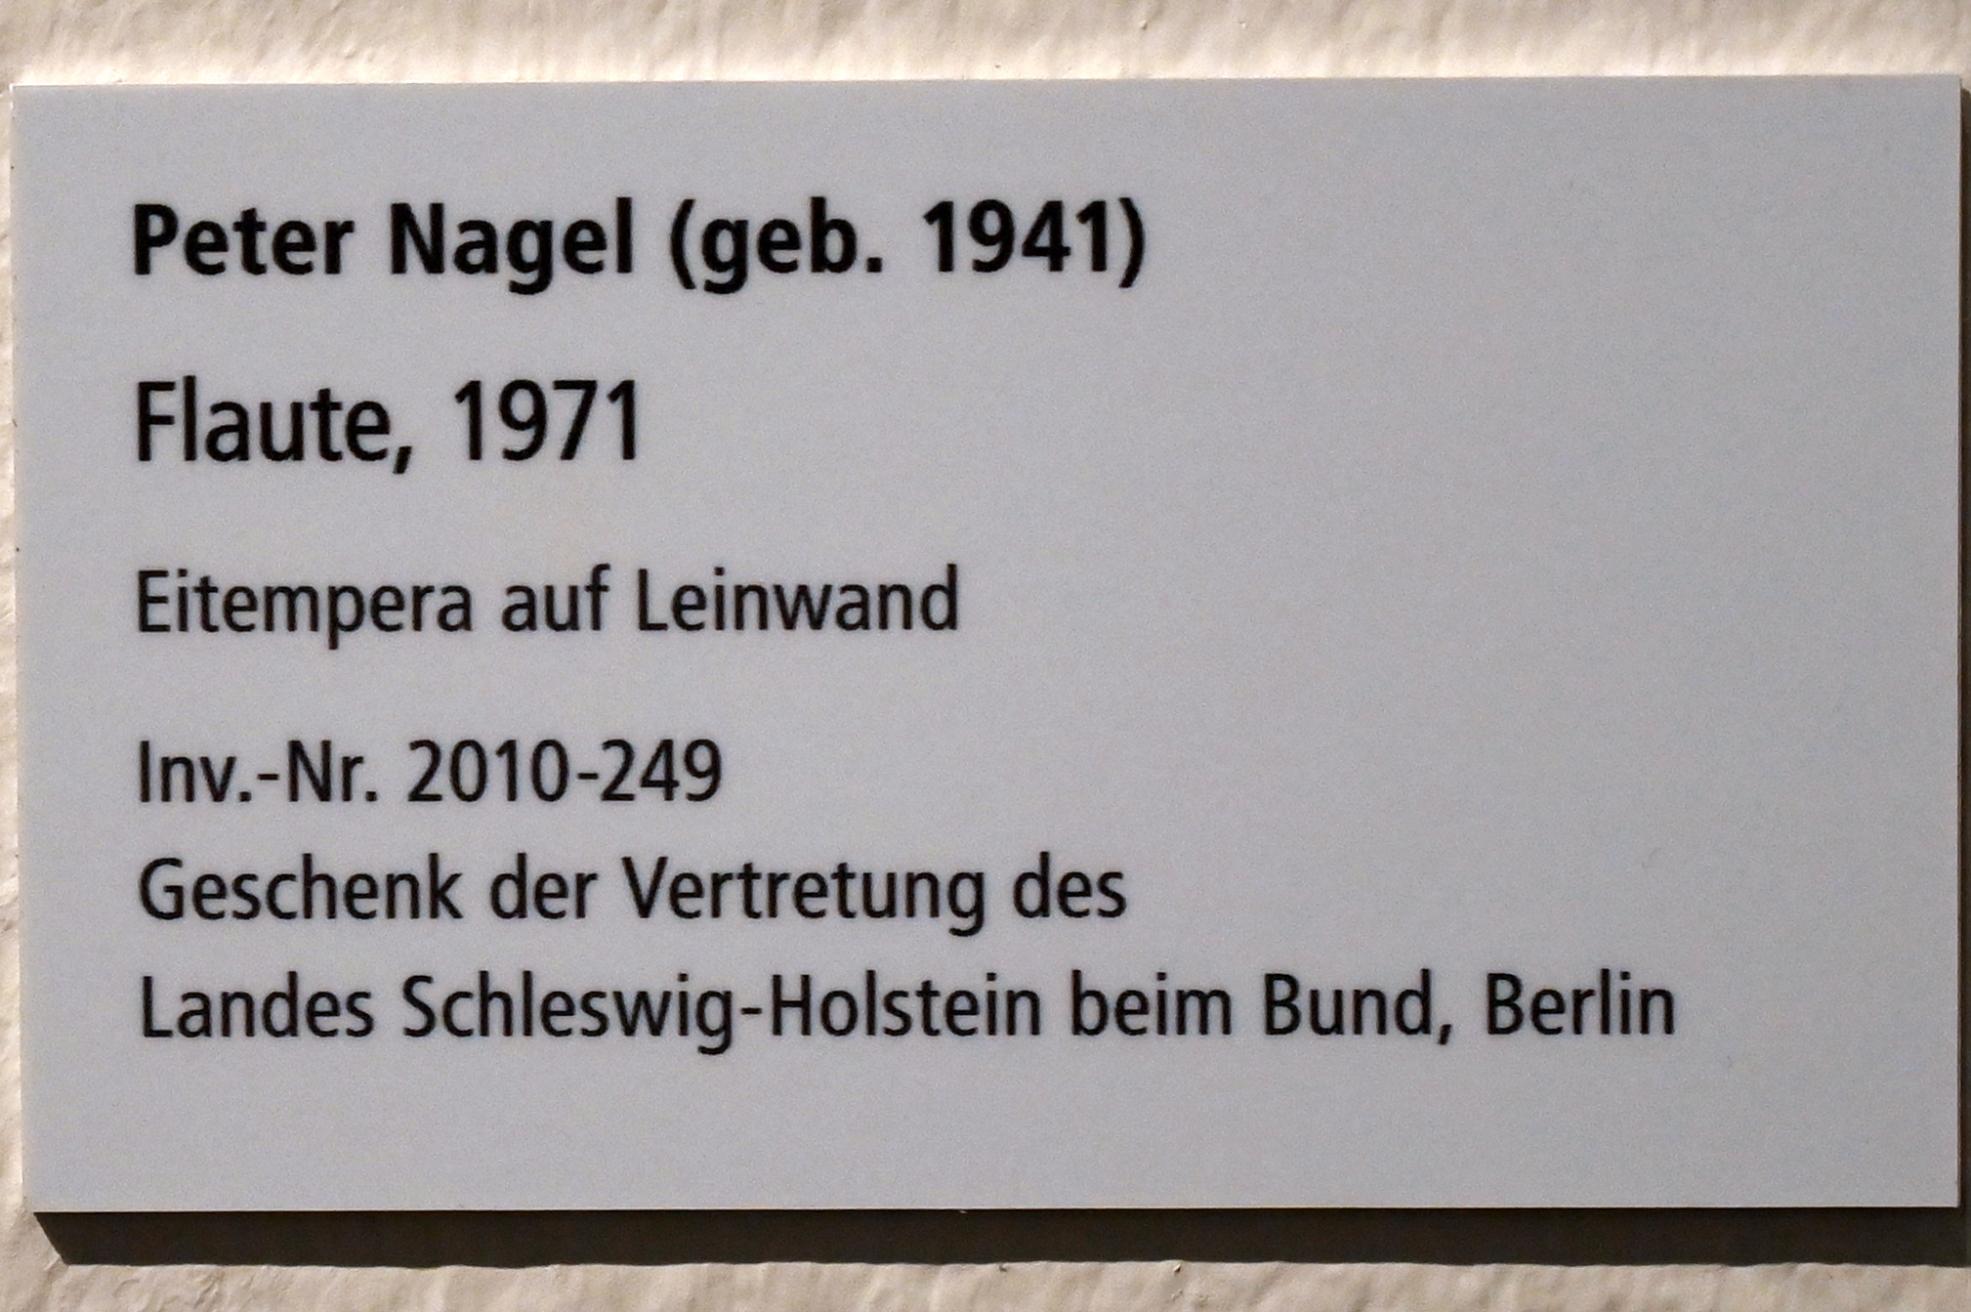 Peter Nagel (geb. 1941)
Flaute, 1971
Eitempera auf Leinwand
Inv.-Nr. 2010-249
Geschenk der Vertretung des
Landes Schleswig-Holstein beim Bund, Berlin